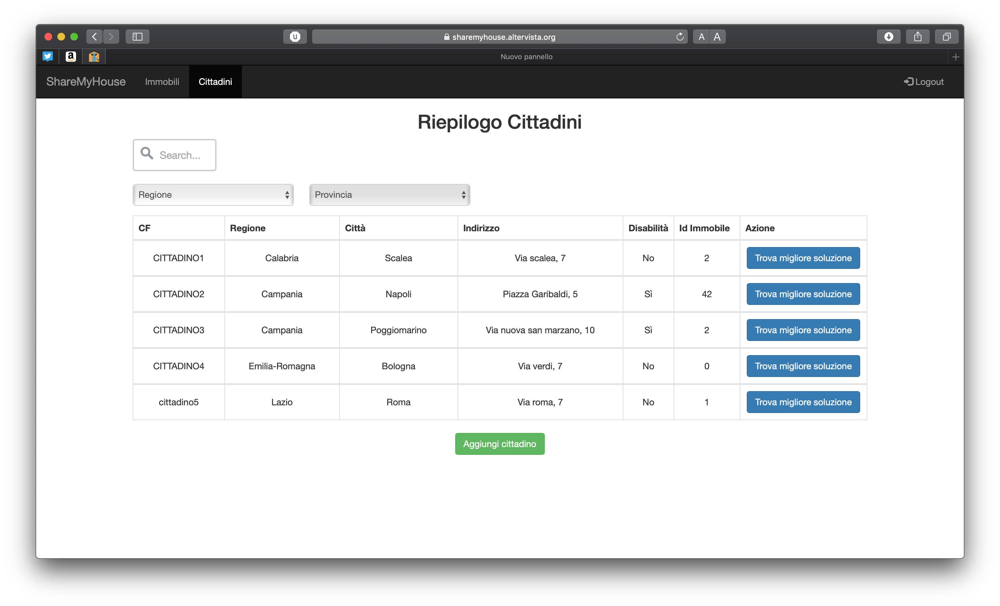 sharemyhouse.altervista.org A A
Nuovo pannello
ShareMyHouse Immobili Cittadini Logout
Riepilogo Cittadini
Search...
Regione Provincia
CF Regione Città Indirizzo Disabilità Id Immobile Azione
CITTADINO1 Calabria Scalea Via scalea, 7 No 2 Trova migliore soluzione
CITTADINO2 Campania Napoli Piazza Garibaldi, 5 Sì 42 Trova migliore soluzione
CITTADINO3 Campania Poggiomarino Via nuova san marzano, 10 Sì 2 Trova migliore soluzione
CITTADINO4 Emilia-Romagna Bologna Via verdi, 7 No 0 Trova migliore soluzione
cittadino5 Lazio Roma Via roma, 7 No 1 Trova migliore soluzione
Aggiungi cittadino